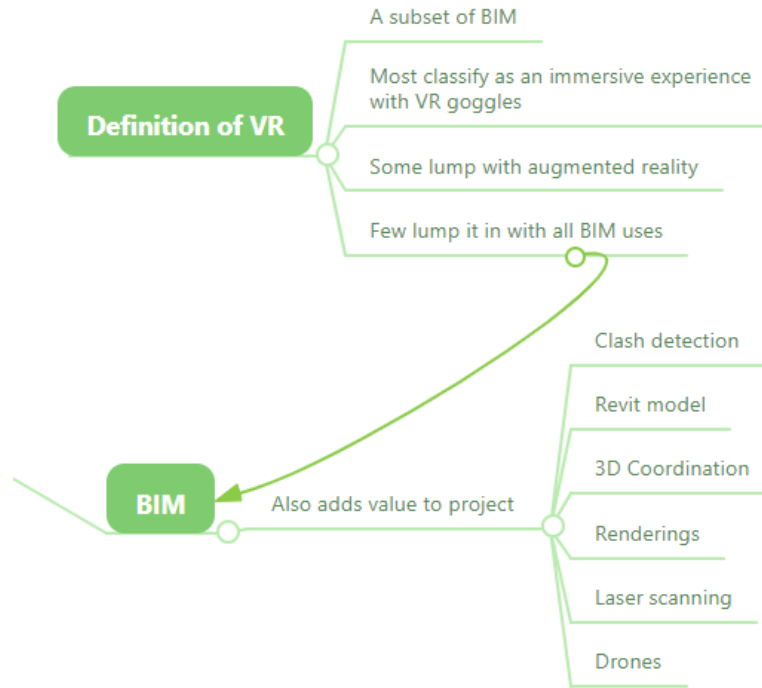 A subset of BIM
Most classify as an immersive experience
with VR goggles
Definition of VR
Some lump with augmented reality
Few lump it in with all BIM uses
Clash detection
Revit model
3D Coordination
BIM
Also adds value to project
Renderings
Laser scanning
Drones